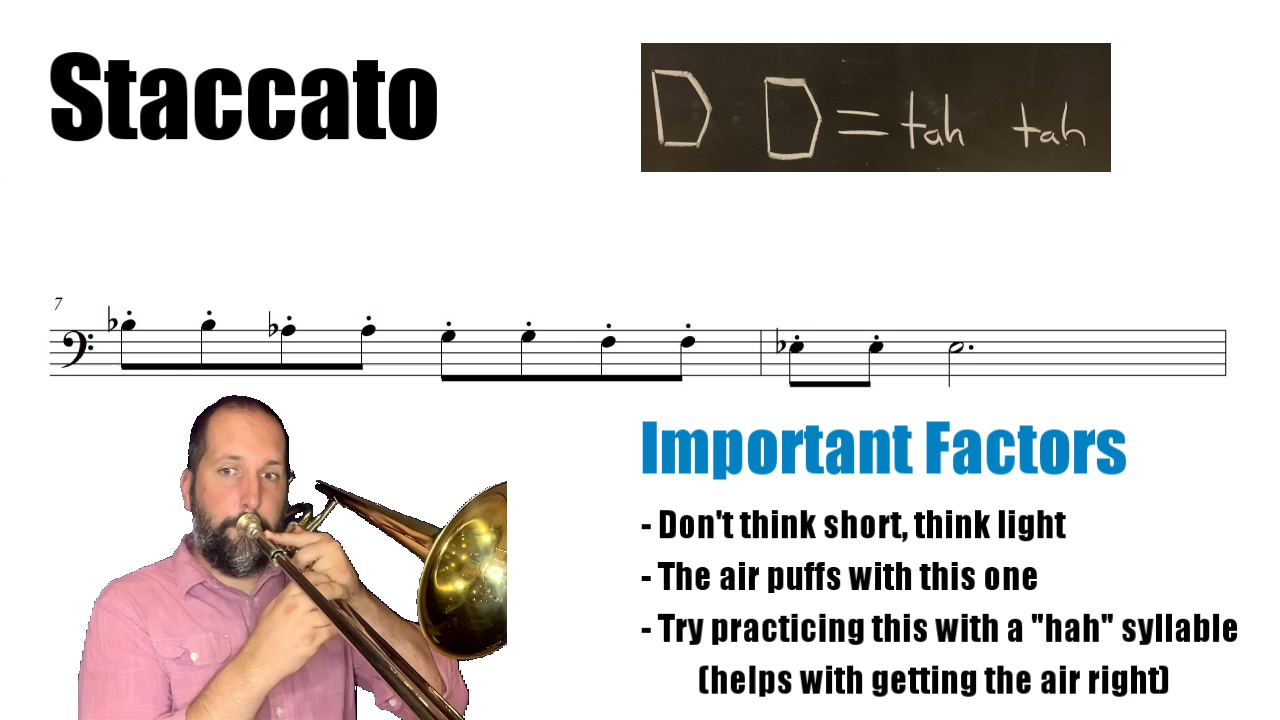 Staccato
D D = tah tah
7
Important Factors
- Don't think short, think light
- The air puffs with this one
- Try practicing this with a "hah" syllable
(helps with getting the air right)